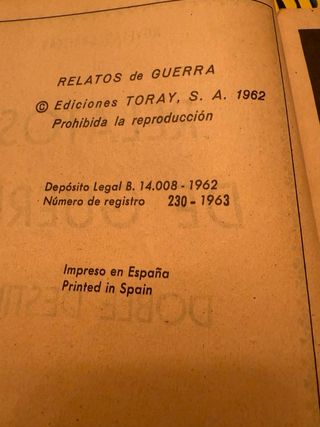 RELATOS de GUERRA
© Ediciones TORAY, S. A. 1962
Prohibida la reproducción
Depósito Legal B. 14.008 - 1962
Número de registro 230 - 1963
Impreso en España
Printed in Spain